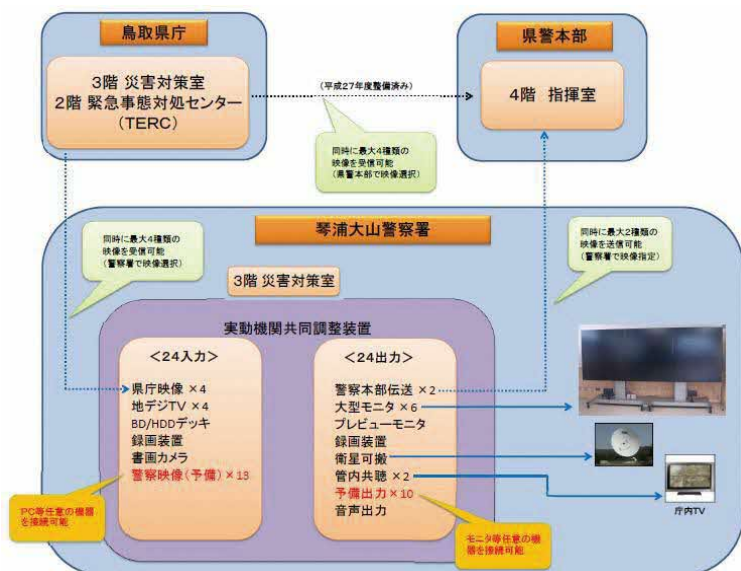 鳥取県庁
3階 災害対策室
2階 緊急事態対処センター
(TERC)
(平成27年度整備済み)
県警本部
4階 指揮室
同時に最大4種類の
映像を受信可能
(県警本部で映像選択)
琴浦大山警察署
同時に最大4種類の
映像を受信可能
(警察署で映像選択)
同時に最大2種類の
映像を送信可能
(警察署で映像指定)
3階 災害対策室
実動機関共同調整装置
<24入力>
県庁映像 ×4
地デジTV ×4
BD/HDDデッキ
録画装置
書画カメラ
警察映像(予備)×13
PC等任意の機器
を接続可能
<24出力>
警察本部伝送 ×2
大型モニタ ×6
プレビューモニタ
録画装置
衛星可搬
管内共聴 ×2
予備出力 ×10
音声出力
モニタ等任意の機
器を接続可能
庁内TV